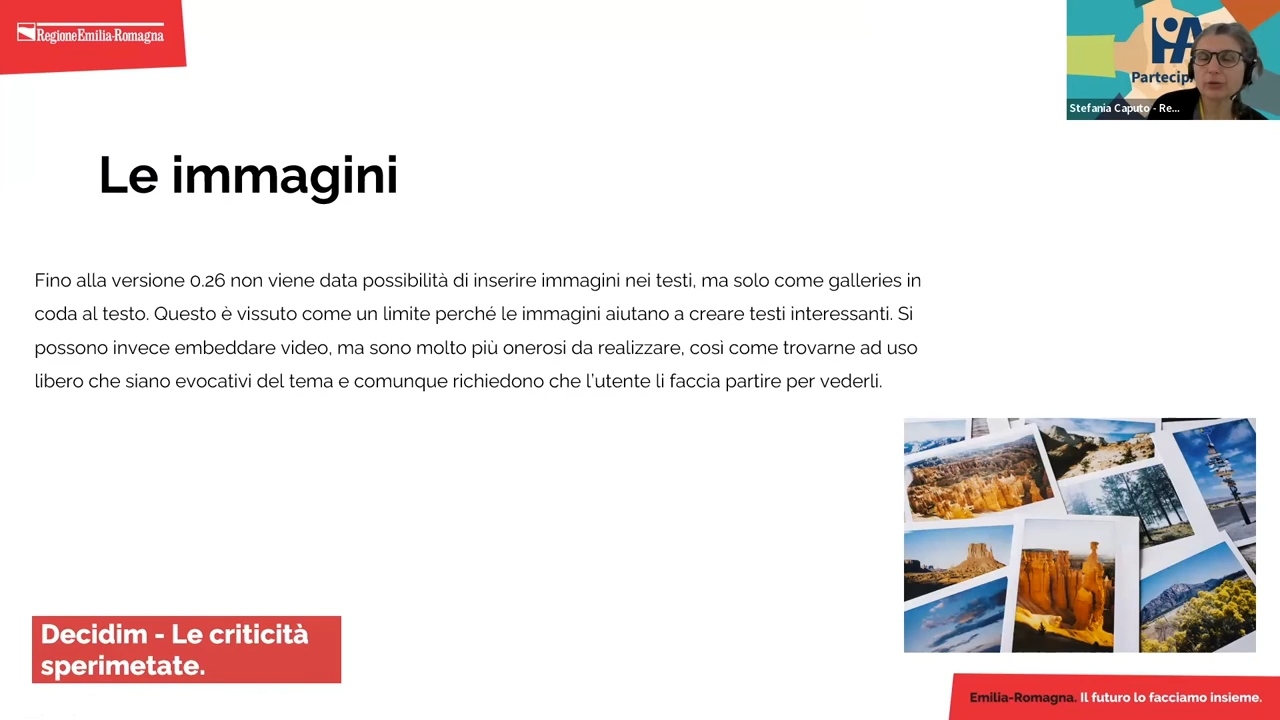 RegioneEmilia-Romagna
Partecip
Stefania Caputo - Re...
Le immagini
Fino alla versione 0.26 non viene data possibilità di inserire immagini nei testi, ma solo come galleries in
coda al testo. Questo è vissuto come un limite perché le immagini aiutano a creare testi interessanti. Si
possono invece embeddare video, ma sono molto più onerosi da realizzare, così come trovarne ad uso
libero che siano evocativi del tema e comunque richiedono che l'utente li faccia partire per vederli.
Decidim - Le criticità
sperimetate.
Emilia-Romagna. Il futuro lo facciamo insieme.